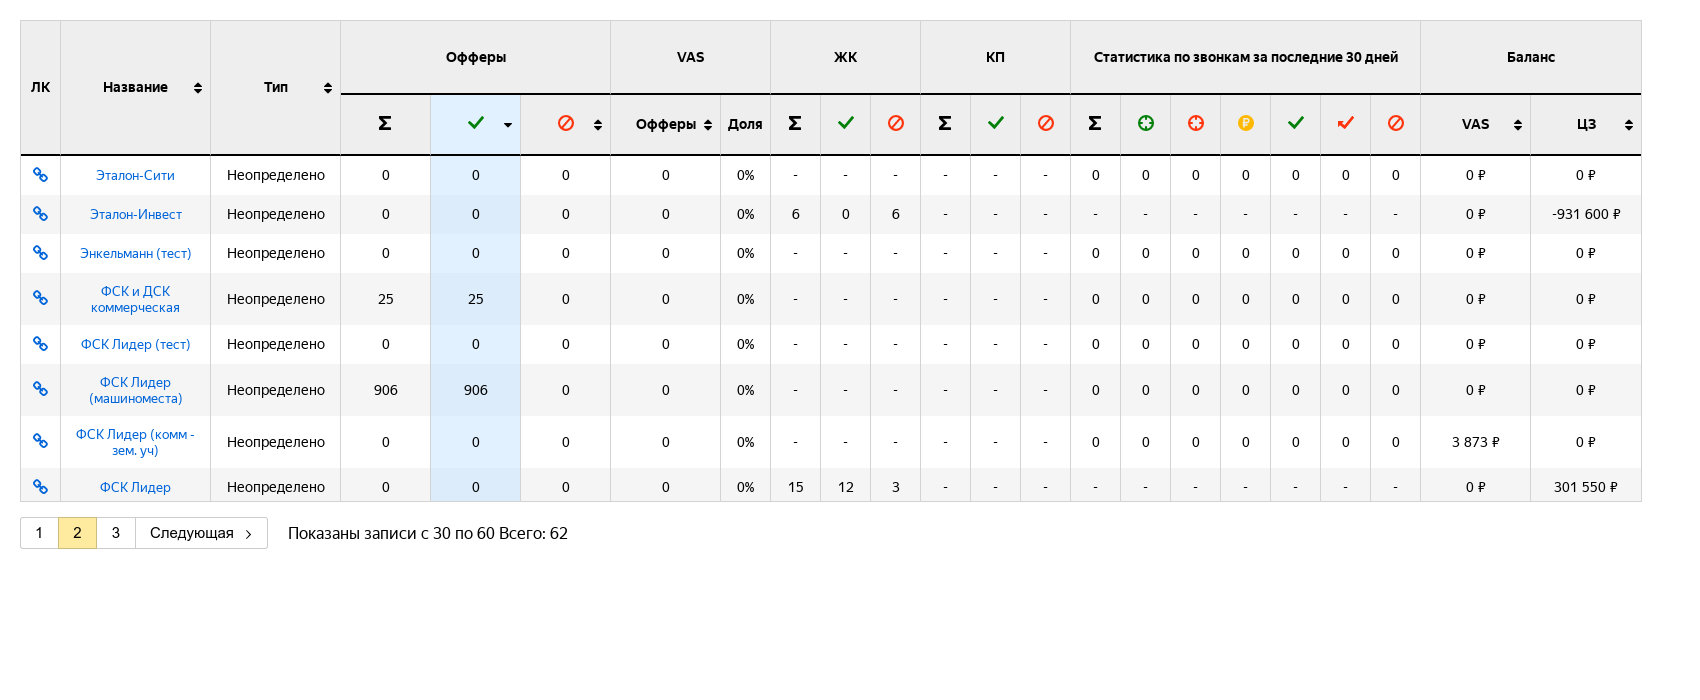 ЛК Название Тип Офферы VAS ЖК КП Статистика по звонкам за последние 30 дней Баланс
Σ Офферы Доля Σ Σ Σ ₽ VAS ЦЗ
Эталон-Сити Неопределено 0 0 0 0 0% - - - - - - 0 0 0 0 0 0 0 0 ₽ 0 ₽
Эталон-Инвест Неопределено 0 0 0 0 0% 6 0 6 - - - - - - - - - - 0 ₽ -931 600 ₽
Энкельманн (тест) Неопределено 0 0 0 0 0% - - - - - - 0 0 0 0 0 0 0 0 ₽ 0 ₽
ФСК и ДСК
коммерческая Неопределено 25 25 0 0 0% - - - - - - 0 0 0 0 0 0 0 0 ₽ 0 ₽
ФСК Лидер (тест) Неопределено 0 0 0 0 0% - - - - - - 0 0 0 0 0 0 0 0 ₽ 0 ₽
ФСК Лидер
(машиноместа) Неопределено 906 906 0 0 0% - - - - - - 0 0 0 0 0 0 0 0 ₽ 0 ₽
ФСК Лидер (комм -
зем. уч) Неопределено 0 0 0 0 0% - - - - - - 0 0 0 0 0 0 0 3 873 ₽ 0 ₽
ФСК Лидер Неопределено 0 0 0 0 0% 15 12 3 - - - - - - - - - - 0 ₽ 301 550 ₽
1 2 3 Следующая Показаны записи с 30 по 60 Всего: 62